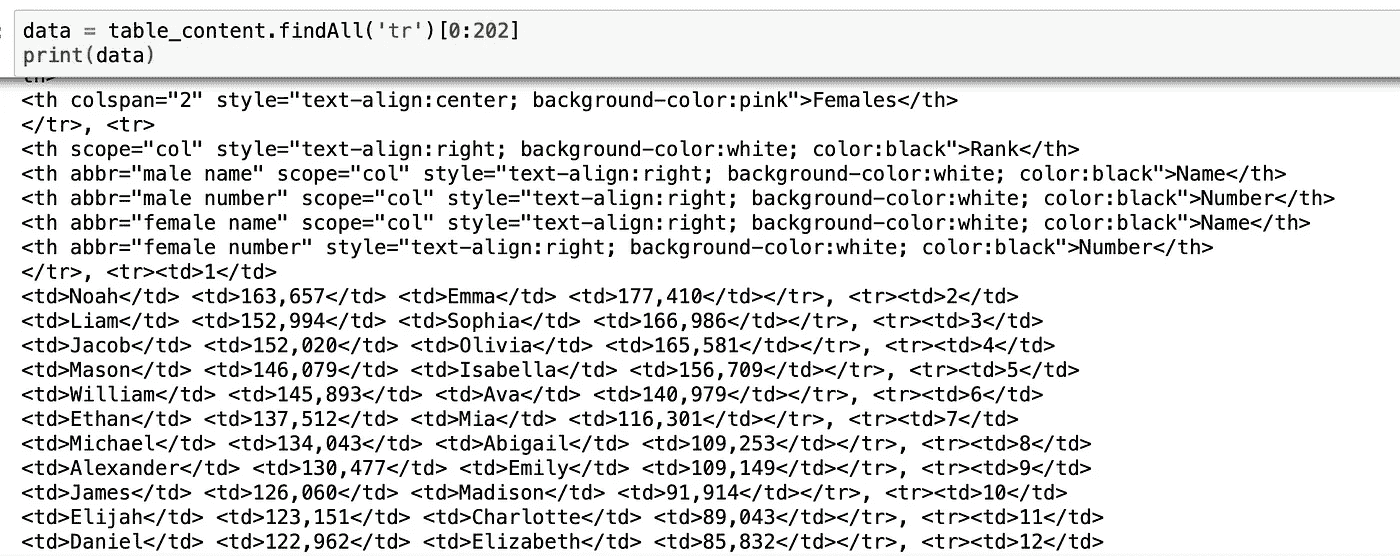 data = table_content.findAll('tr')[0:202]
print(data)
th>
<th colspan="2" style="text-align:center; background-color:pink">Females</th>
</tr>, <tr>
<th scope="col" style="text-align:right; background-color:white; color:black">Rank</th>
<th abbr="male name" scope="col" style="text-align:right; background-color:white; color:black">Name</th>
<th abbr="male number" scope="col" style="text-align:right; background-color:white; color:black">Number</th>
<th abbr="female name" scope="col" style="text-align:right; background-color:white; color:black">Name</th>
<th abbr="female number" style="text-align:right; background-color:white; color:black">Number</th>
</tr>, <tr><td>1</td>
<td>Noah</td> <td>163,657</td> <td>Emma</td> <td>177,410</td></tr>, <tr><td>2</td>
<td>Liam</td> <td>152,994</td> <td>Sophia</td> <td>166,986</td></tr>, <tr><td>3</td>
<td>Jacob</td> <td>152,020</td> <td>Olivia</td> <td>165,581</td></tr>, <tr><td>4</td>
<td>Mason</td> <td>146,079</td> <td>Isabella</td> <td>156,709</td></tr>, <tr><td>5</td>
<td>William</td> <td>145,893</td> <td>Ava</td> <td>140,979</td></tr>, <tr><td>6</td>
<td>Ethan</td> <td>137,512</td> <td>Mia</td> <td>116,301</td></tr>, <tr><td>7</td>
<td>Michael</td> <td>134,043</td> <td>Abigail</td> <td>109,253</td></tr>, <tr><td>8</td>
<td>Alexander</td> <td>130,477</td> <td>Emily</td> <td>109,149</td></tr>, <tr><td>9</td>
<td>James</td> <td>126,060</td> <td>Madison</td> <td>91,914</td></tr>, <tr><td>10</td>
<td>Elijah</td> <td>123,151</td> <td>Charlotte</td> <td>89,043</td></tr>, <tr><td>11</td>
<td>Daniel</td> <td>122,962</td> <td>Elizabeth</td> <td>85,832</td></tr>, <tr><td>12</td>